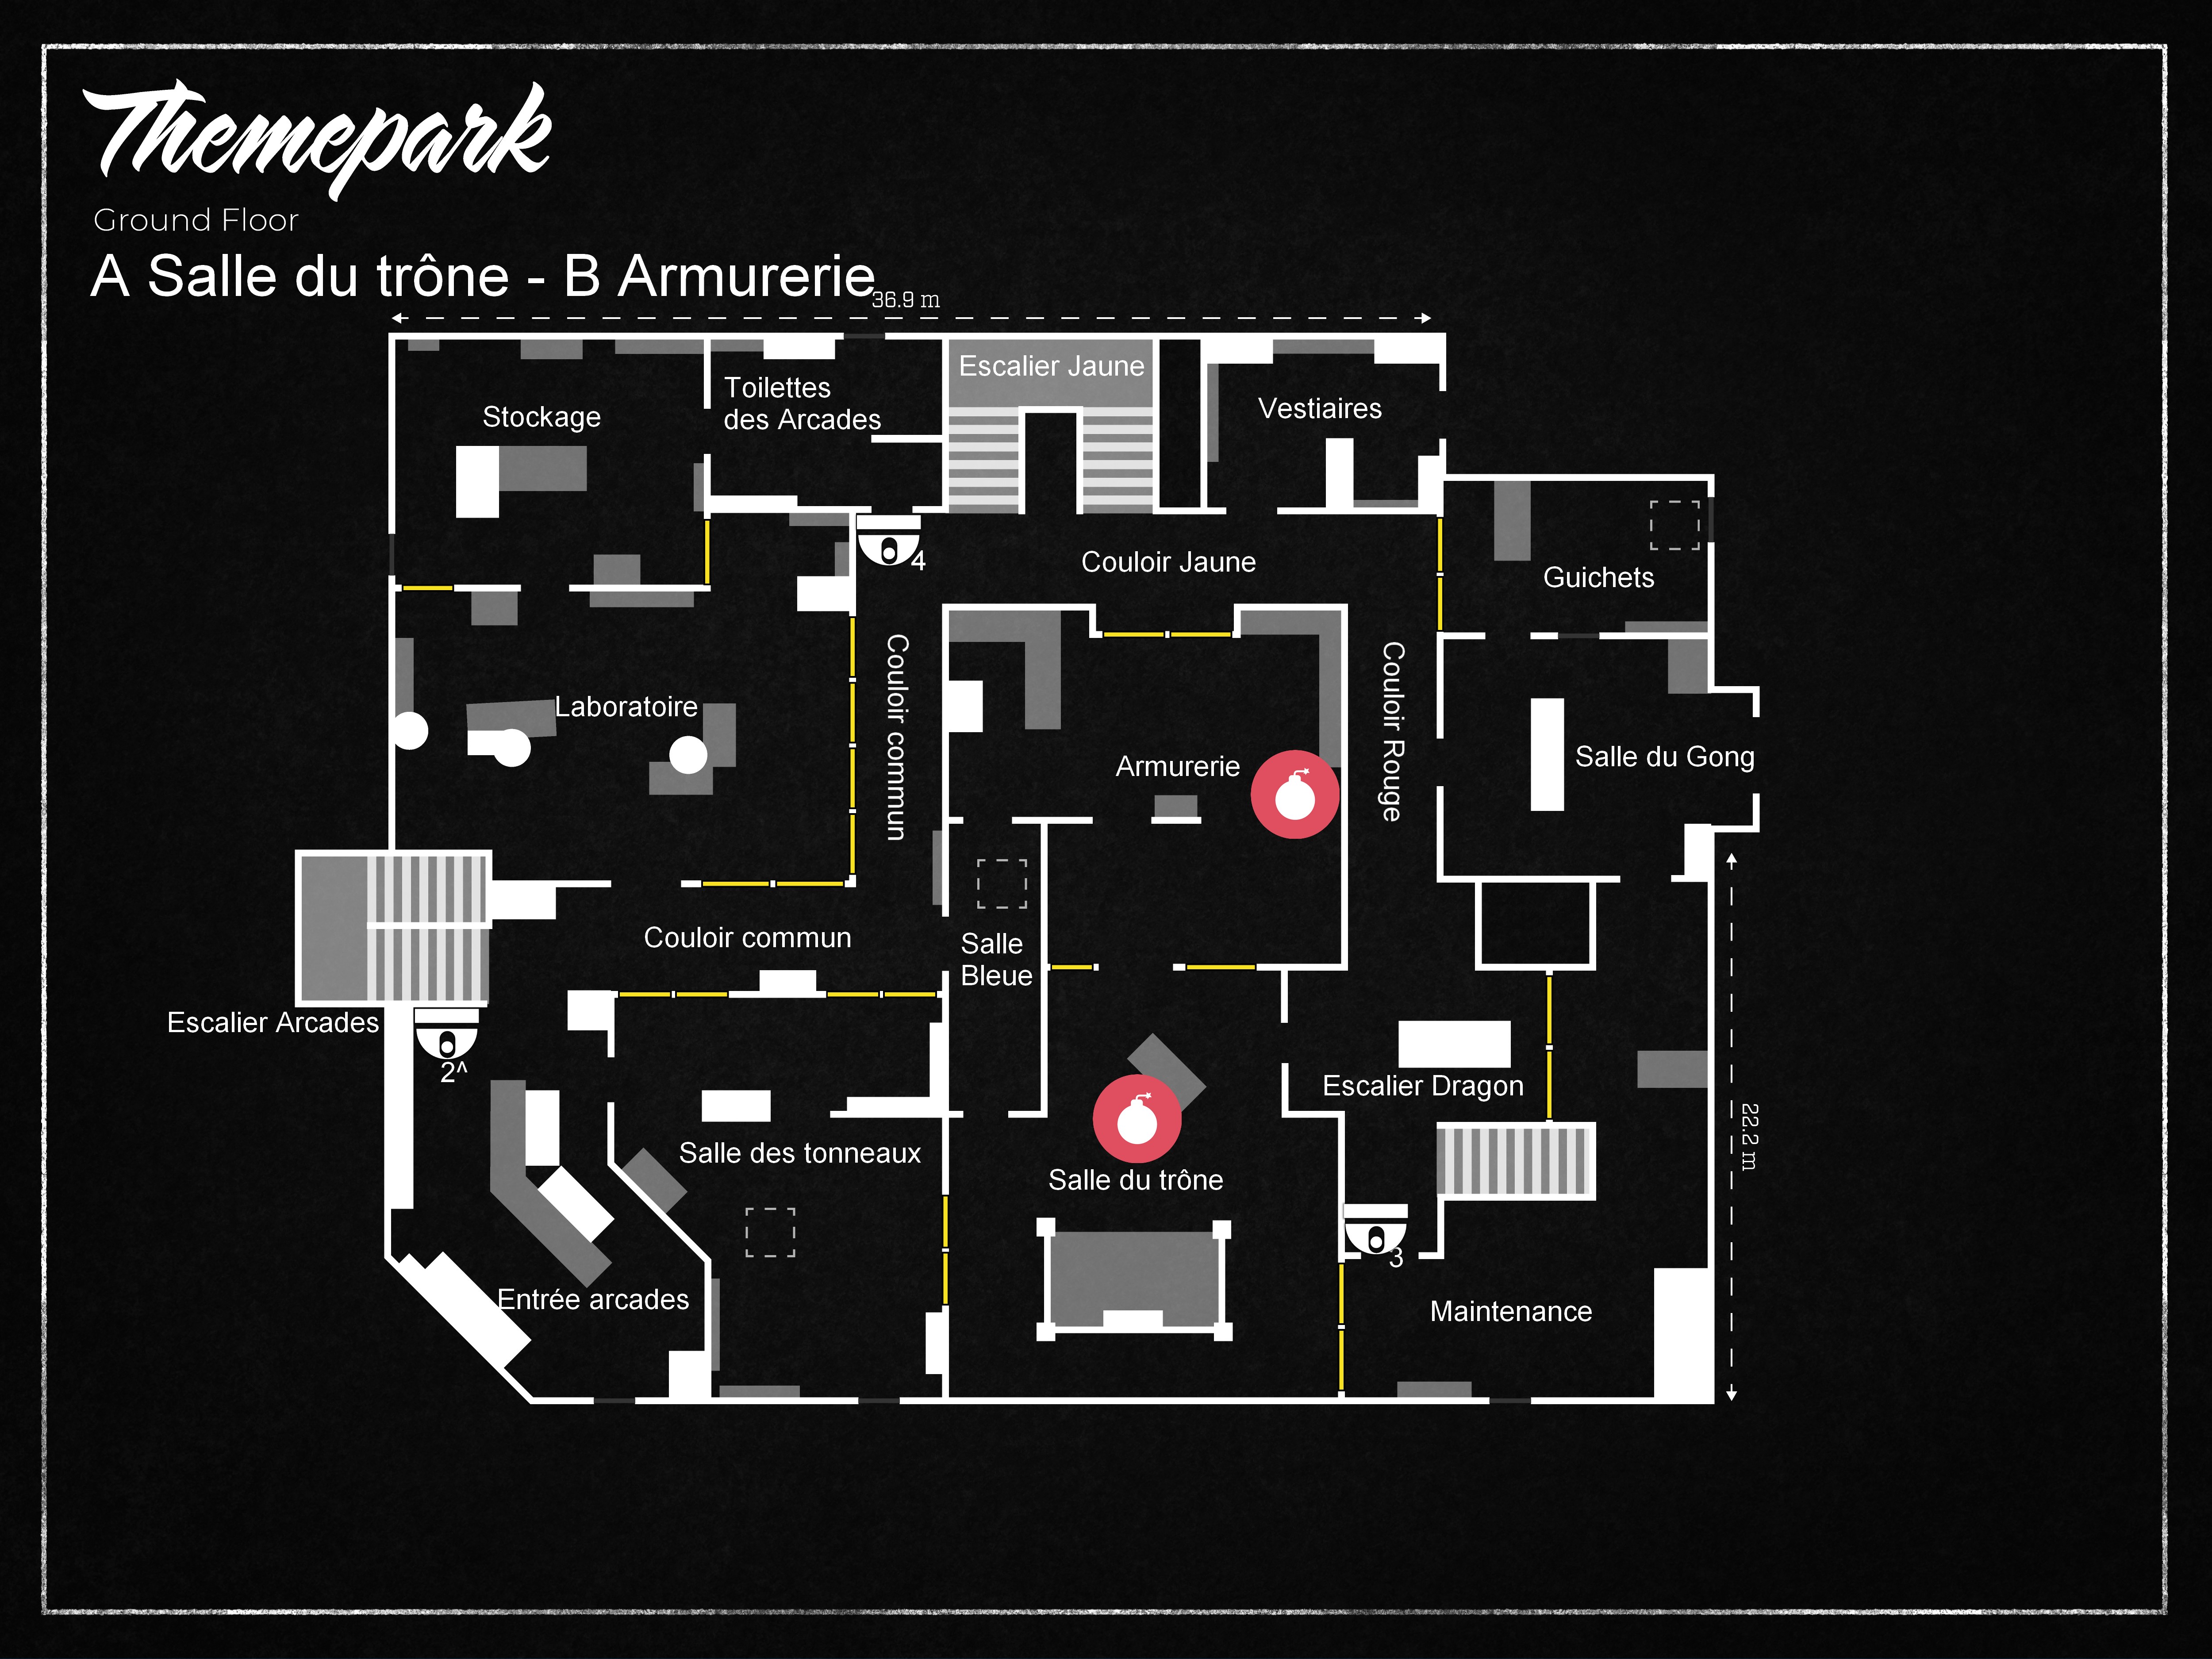 Themepark
Ground Floor
A Salle du trône - B Armurerie
36.9 m
Escalier Jaune
Toilettes
des Arcades
Stockage
Vestiaires
4
Couloir Jaune
Guichets
Couloir commun
Couloir Rouge
Laboratoire
Armurerie
Salle du Gong
Couloir commun
Salle
Bleue
Escalier Arcades
2^
Escalier Dragon
22.2 m
Salle des tonneaux
Salle du trône
3
Entrée arcades
Maintenance